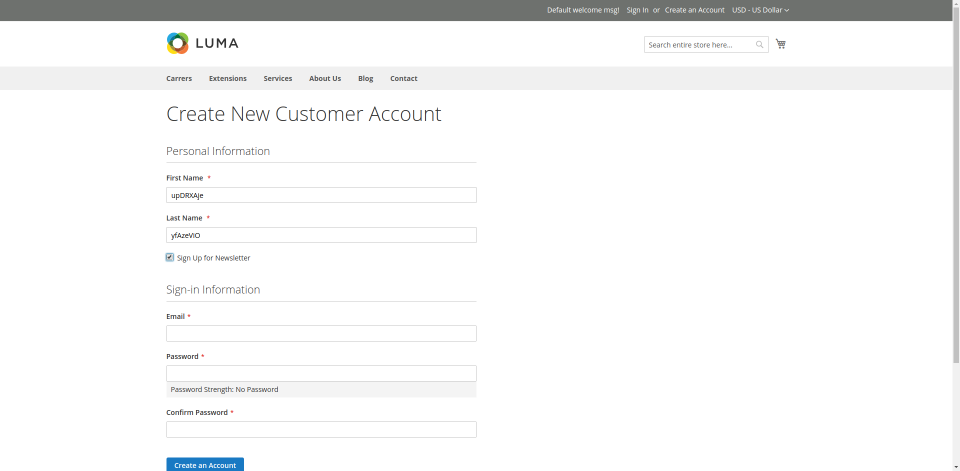 Default welcome msg! Sign In or Create an Account USD - US Dollar
LUMA
Search entire store here...
Carrers Extensions Services About Us Blog Contact
Create New Customer Account
Personal Information
First Name *
upDRXAje
Last Name *
yfAzeViO
Sign Up for Newsletter
Sign-in Information
Email *
Password *
Password Strength: No Password
Confirm Password *
Create an Account